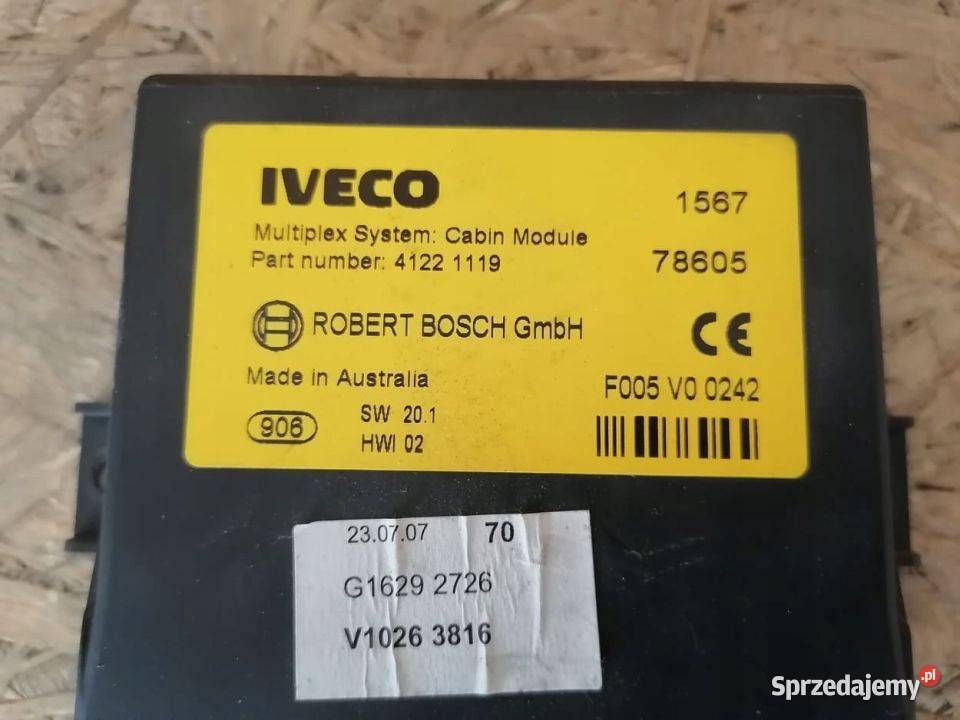 IVECO
1567
Multiplex System: Cabin Module
Part number: 4122 1119
78605
ROBERT BOSCH GmbH
CE
Made in Australia
F005 V0 0242
SW 20.1
906
HWI 02
23.07.07 70
G1629 2726
V1026 3816
Sprzedajemy.pl